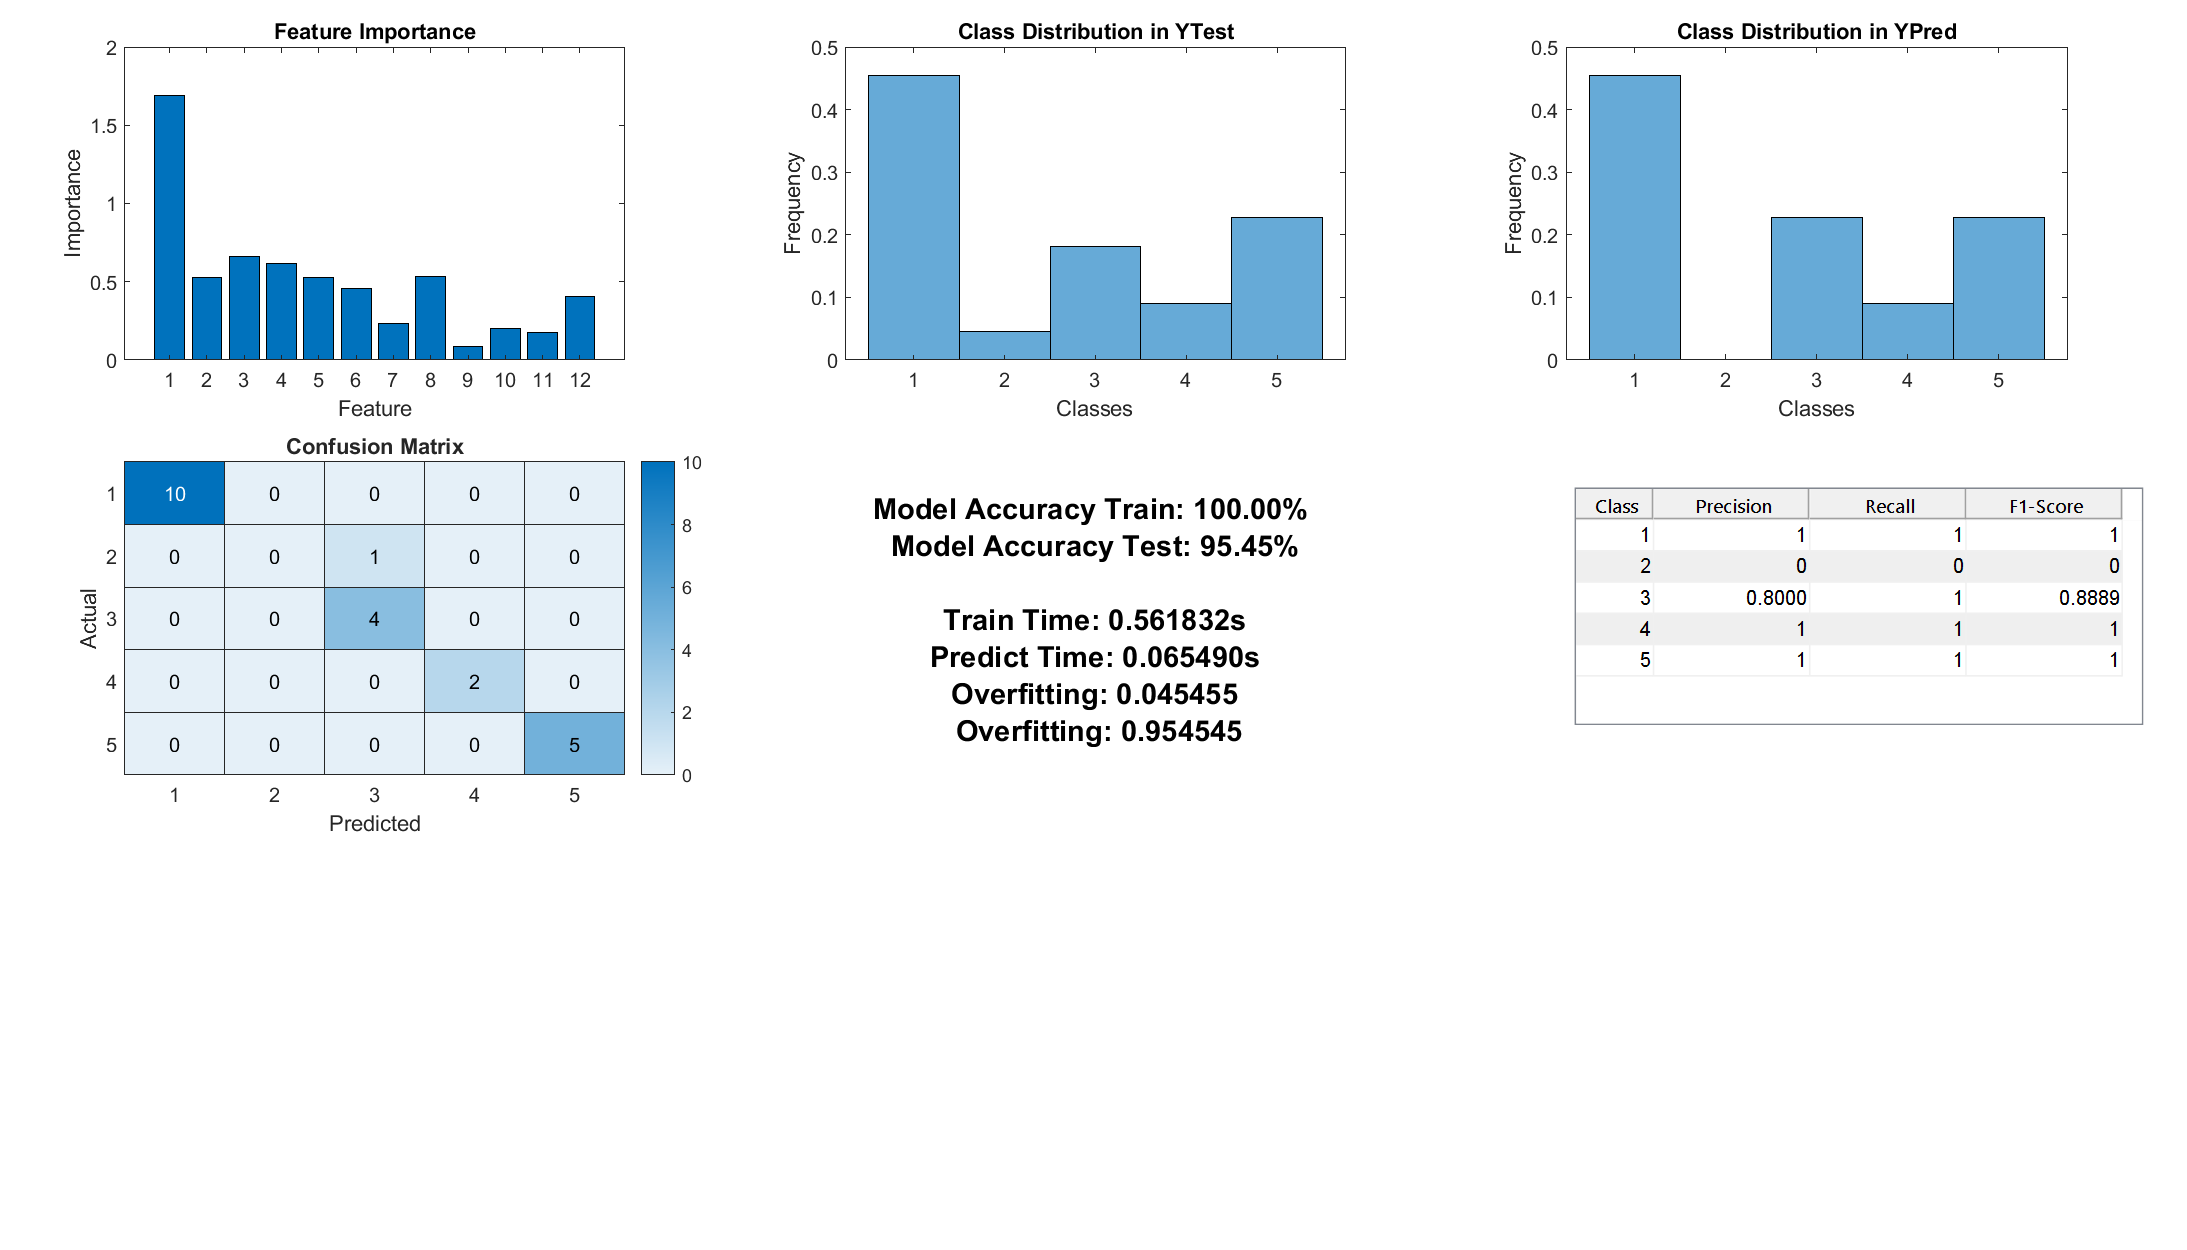 Feature Importance
2
1.5
1
0.5
0
Importance
1 2 3 4 5 6 7 8 9 10 11 12
Feature
Class Distribution in YTest
0.5
0.4
0.3
0.2
0.1
0
Frequency
1 2 3 4 5
Classes
Class Distribution in YPred
0.5
0.4
0.3
0.2
0.1
0
Frequency
1 2 3 4 5
Classes
Confusion Matrix
Actual
1 10 0 0 0 0
2 0 0 1 0 0
3 0 0 4 0 0
4 0 0 0 2 0
5 0 0 0 0 5
1 2 3 4 5
Predicted
10
8
6
4
2
0
Model Accuracy Train: 100.00%
Model Accuracy Test: 95.45%
Train Time: 0.561832s
Predict Time: 0.065490s
Overfitting: 0.045455
Overfitting: 0.954545
Class Precision Recall F1-Score
1 1 1 1
2 0 0 0
3 0.8000 1 0.8889
4 1 1 1
5 1 1 1